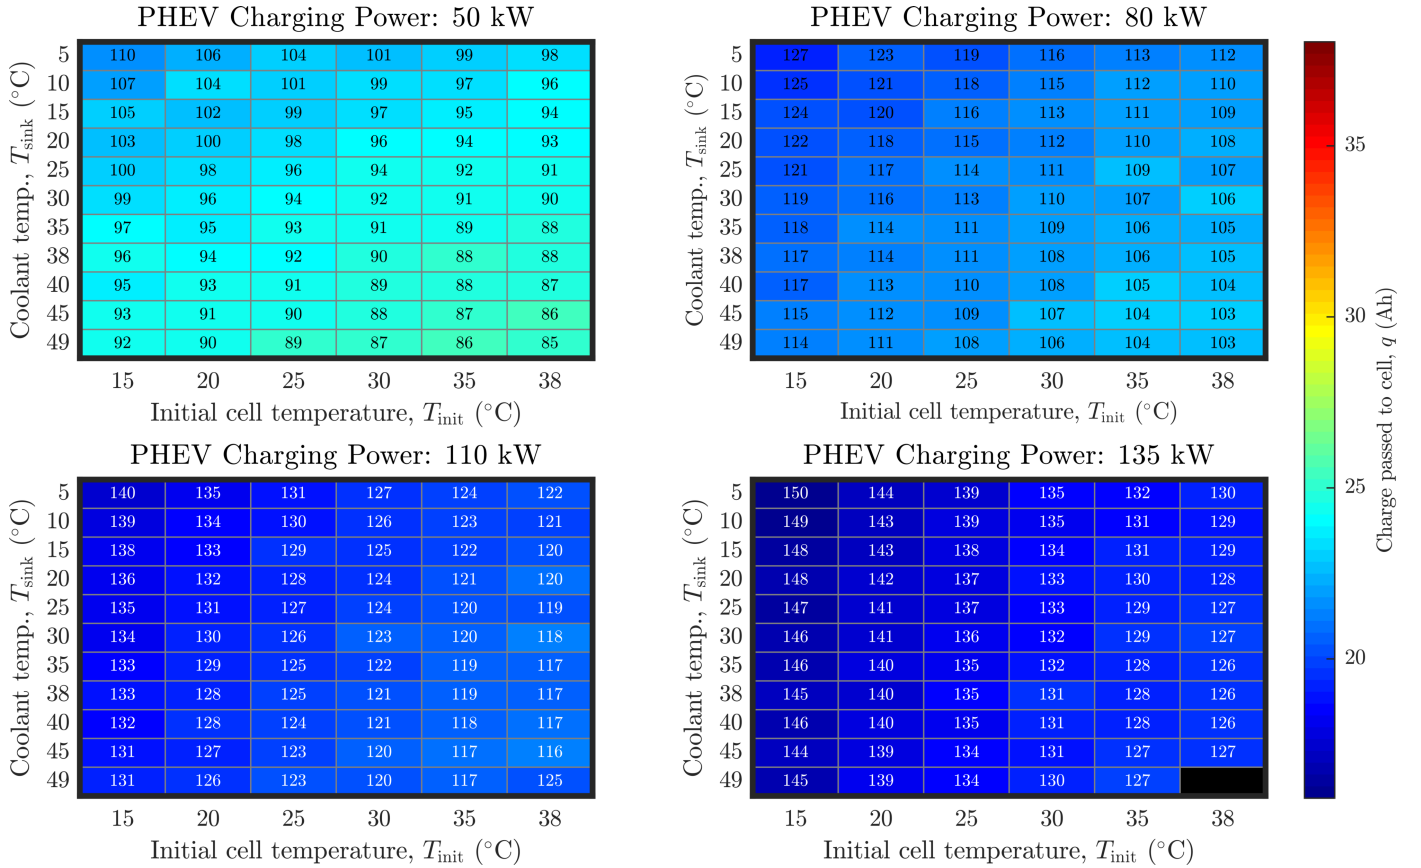 PHEV Charging Power: 50 kW
Coolant temp., T_sink (°C)
5 110 106 104 101 99 98
10 107 104 101 99 97 96
15 105 102 99 97 95 94
20 103 100 98 96 94 93
25 100 98 96 94 92 91
30 99 96 94 92 91 90
35 97 95 93 91 89 88
38 96 94 92 90 88 88
40 95 93 91 89 88 87
45 93 91 90 88 87 86
49 92 90 89 87 86 85
15 20 25 30 35 38
Initial cell temperature, T_init (°C)
PHEV Charging Power: 80 kW
Coolant temp., T_sink (°C)
5 127 123 119 116 113 112
10 125 121 118 115 112 110
15 124 120 116 113 111 109
20 122 118 115 112 110 108
25 121 117 114 111 109 107
30 119 116 113 110 107 106
35 118 114 111 109 106 105
38 117 114 111 108 106 105
40 117 113 110 108 105 104
45 115 112 109 107 104 103
49 114 111 108 106 104 103
15 20 25 30 35 38
Initial cell temperature, T_init (°C)
PHEV Charging Power: 110 kW
Coolant temp., T_sink (°C)
5 140 135 131 127 124 122
10 139 134 130 126 123 121
15 138 133 129 125 122 120
20 136 132 128 124 121 120
25 135 131 127 124 120 119
30 134 130 126 123 120 118
35 133 129 125 122 119 117
38 133 128 125 121 119 117
40 132 128 124 121 118 117
45 131 127 123 120 117 116
49 131 126 123 120 117 125
15 20 25 30 35 38
Initial cell temperature, T_init (°C)
PHEV Charging Power: 135 kW
Coolant temp., T_sink (°C)
5 150 144 139 135 132 130
10 149 143 139 135 131 129
15 148 143 138 134 131 129
20 148 142 137 133 130 128
25 147 141 137 133 129 127
30 146 141 136 132 129 127
35 146 140 135 132 128 126
38 145 140 135 131 128 126
40 146 140 135 131 128 126
45 144 139 134 131 127 127
49 145 139 134 130 127
15 20 25 30 35 38
Initial cell temperature, T_init (°C)
35
30
25
20
Charge passed to cell, q (Ah)